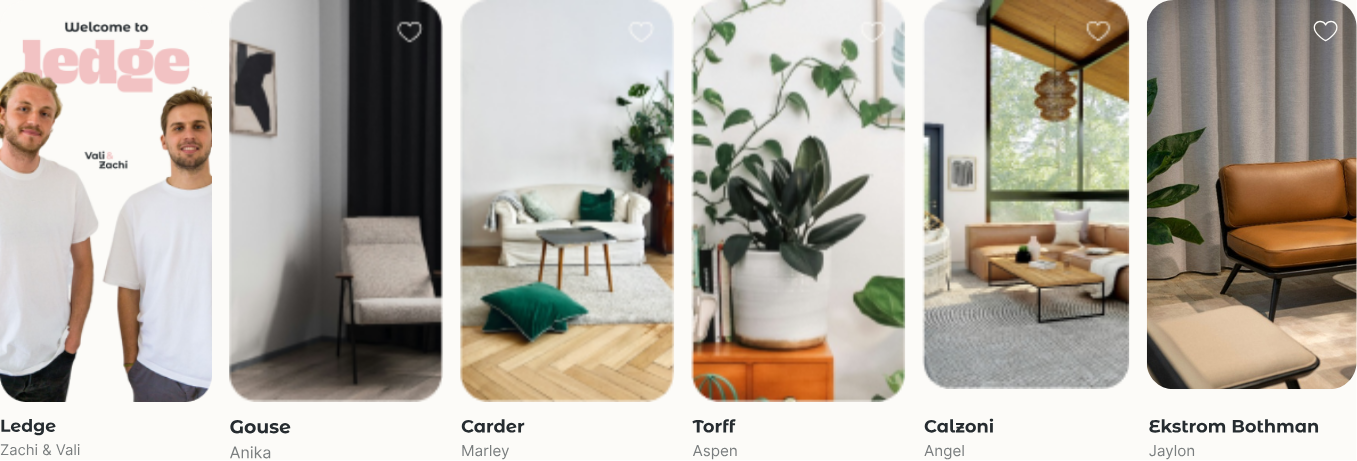 Welcome to
ledge
Vali &
Zachi
Ledge
Zachi & Vali
Gouse
Anika
Carder
Marley
Torff
Aspen
Calzoni
Angel
Ekstrom Bothman
Jaylon